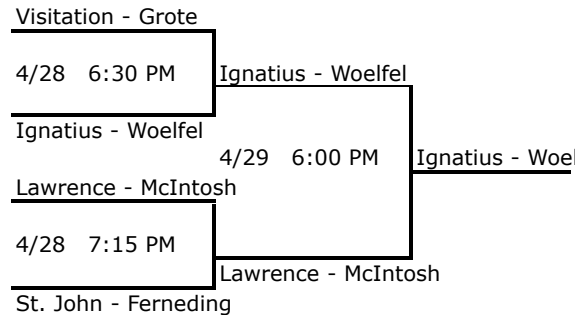 Visitation - Grote
4/28 6:30 PM
Ignatius - Woelfel
Ignatius - Woelfel
4/29 6:00 PM
Ignatius - Woel
Lawrence - McIntosh
4/28 7:15 PM
Lawrence - McIntosh
St. John - Ferneding